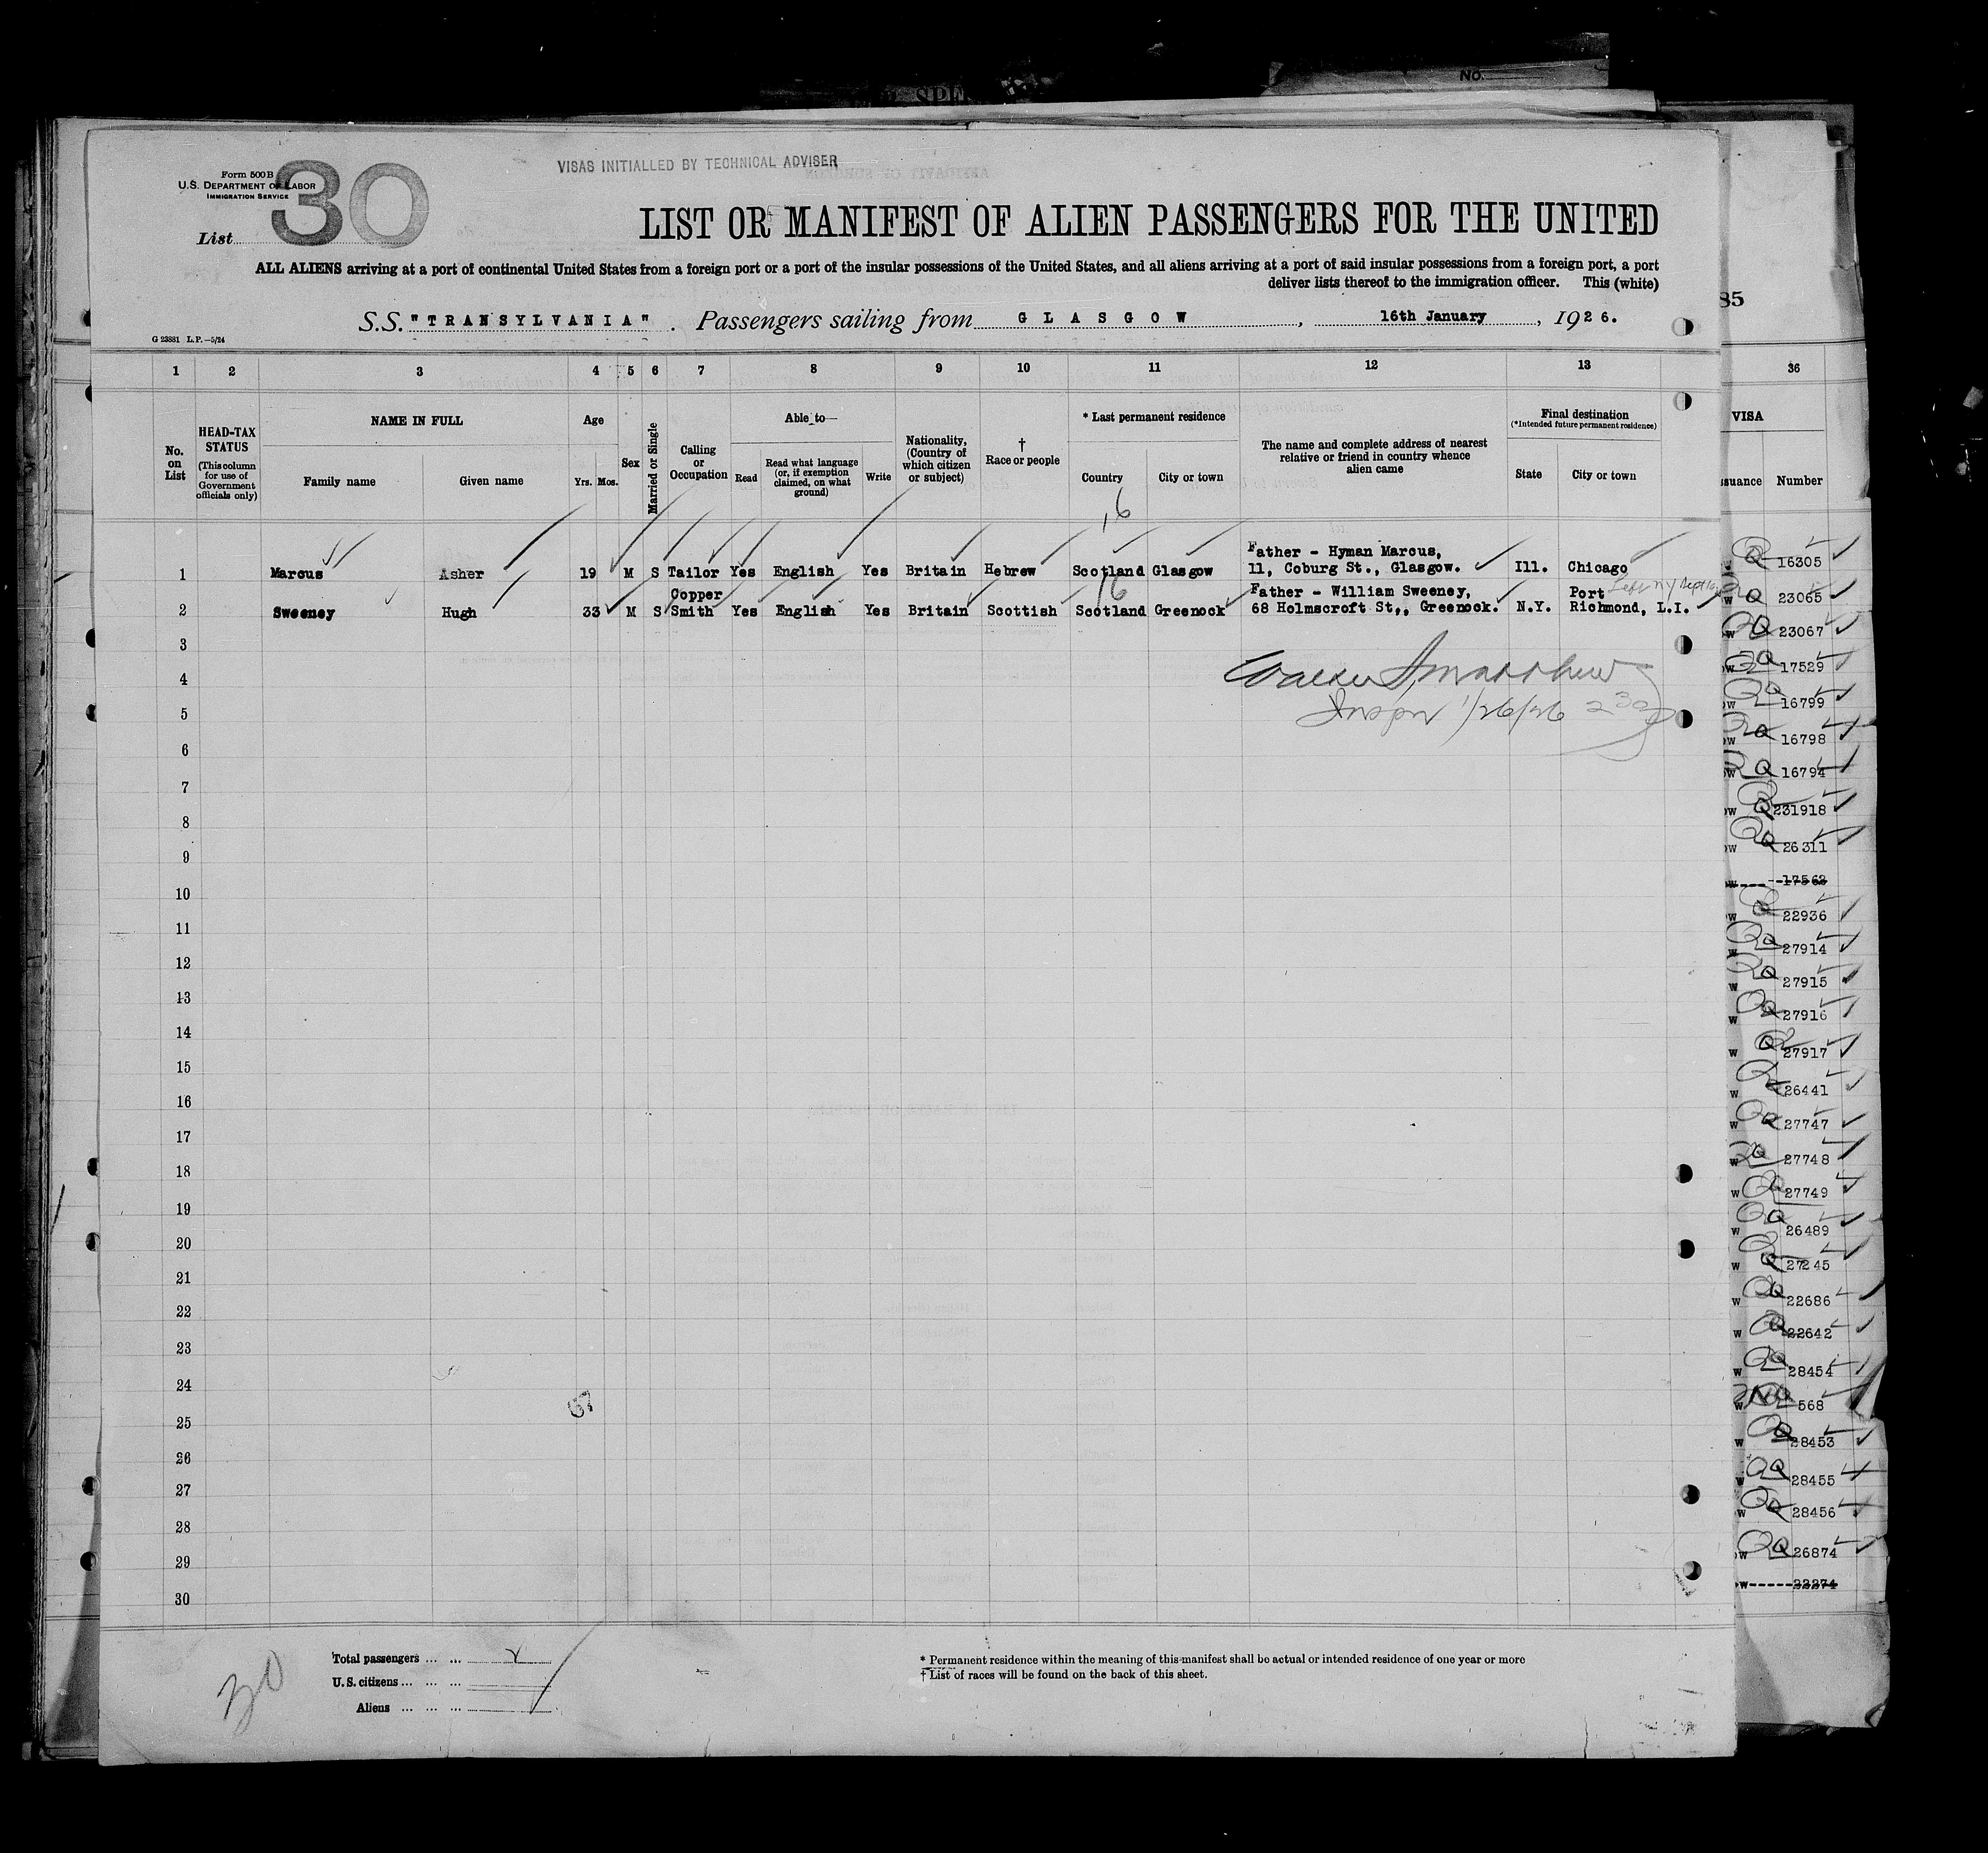 No.
Form 500B
U.S. DEPARTMENT OF LABOR
IMMIGRATION SERVICE
30
List
VISAS INITIALLED BY TECHNICAL ADVISER
LIST OR MANIFEST OF ALIEN PASSENGERS FOR THE UNITED
ALL ALIENS arriving at a port of continental United States from a foreign port or a port of the insular possessions of the United States, and all aliens arriving at a port of said insular possessions from a foreign port, a port
deliver lists thereof to the immigration officer. This (white)
S.S. "TRANSYLVANIA". Passengers sailing from GLASGOW, 16th January, 1926.
G 23881 L.P.—5/24
1 2 3 4 5 6 7 8 9 10 11 12 13
No. on List
HEAD-TAX STATUS
(This column for use of Government officials only)
NAME IN FULL
Family name Given name
Age
Yrs. Mos.
Sex
Married or Single
Calling or Occupation
Able to—
Read
Read what language (or, if exemption claimed, on what ground)
Write
Nationality, (Country of which citizen or subject)
† Race or people
* Last permanent residence
Country City or town
The name and complete address of nearest relative or friend in country whence alien came
Final destination
(*Intended future permanent residence)
State City or town
16
Father - Hyman Marcus,
1 Marcus Asher 19 M S Tailor Yes English Yes Britain Hebrew Scotland Glasgow 11, Coburg St., Glasgow. Ill. Chicago
16
Copper Father - William Sweeney, Port
2 Sweeney Hugh 33 M S Smith Yes English Yes Britain Scottish Scotland Greenock 68 Holmscroft St,, Greenock. N.Y. Richmond, L.I.
3
4
5
1/26/26
6
7
8
9
10
11
12
13
14
15
16
17
18
19
20
21
22
23
24
25
26
27
28
29
30
Total passengers ... ...
U.S. citizens ... ... ...
Aliens ... ... ...
30
* Permanent residence within the meaning of this manifest shall be actual or intended residence of one year or more
† List of races will be found on the back of this sheet.
35
36
VISA
Number
16305
23065
23067
17529
16799
16798
16794
231918
26311
17562
22936
27914
27915
27916
27917
26441
27747
27748
27749
26489
27245
22686
22642
28454
568
28453
28455
28456
26874
22274